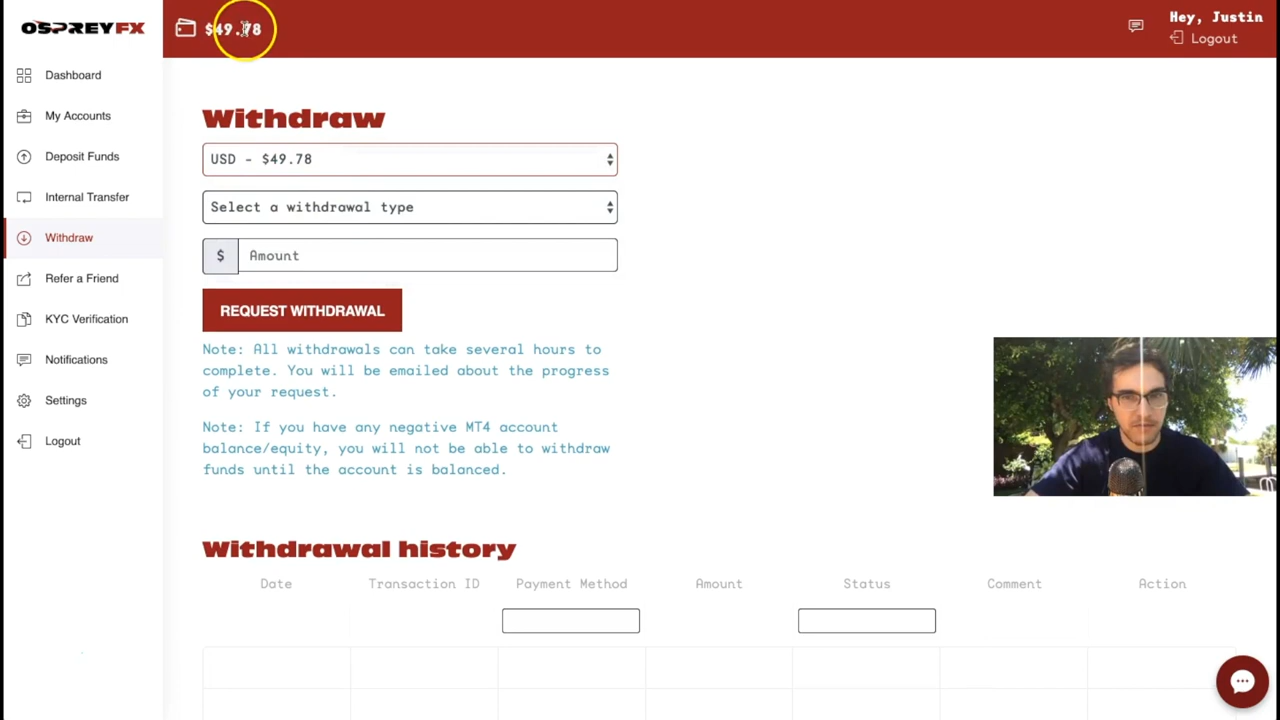 OSPREYFX
$49.78
Hey, Justin
Logout
Dashboard
My Accounts
Deposit Funds
Internal Transfer
Withdraw
Refer a Friend
KYC Verification
Notifications
Settings
Logout
Withdraw
USD - $49.78
Select a withdrawal type
$ Amount
REQUEST WITHDRAWAL
Note: All withdrawals can take several hours to
complete. You will be emailed about the progress
of your request.
Note: If you have any negative MT4 account
balance/equity, you will not be able to withdraw
funds until the account is balanced.
Withdrawal history
Date Transaction ID Payment Method Amount Status Comment Action